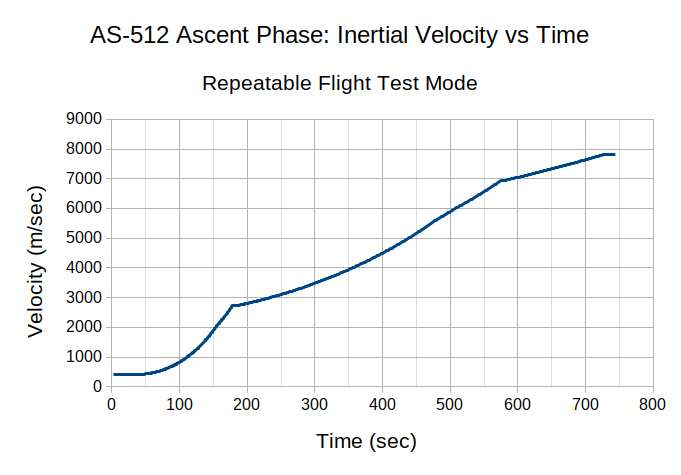 AS-512 Ascent Phase: Inertial Velocity vs Time
Repeatable Flight Test Mode
9000
8000
7000
6000
5000
4000
3000
2000
1000
0
Velocity (m/sec)
0 100 200 300 400 500 600 700 800
Time (sec)